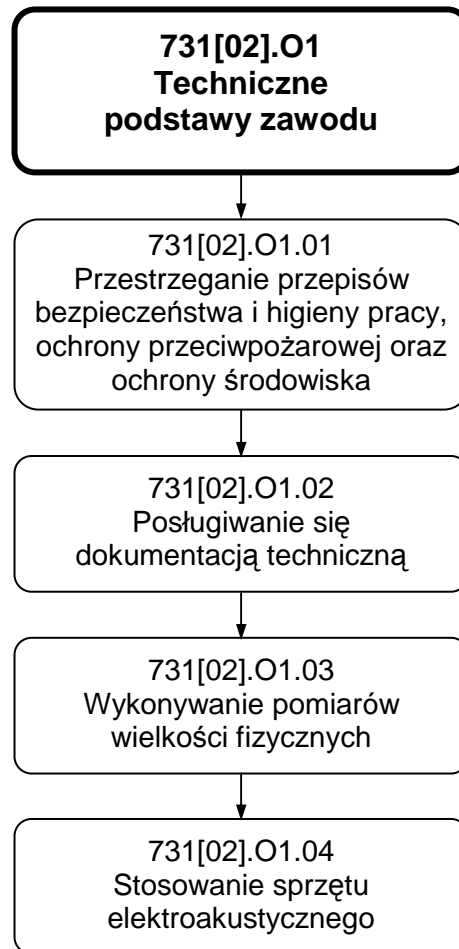 731[02].O1
Techniczne
podstawy zawodu
731[02].O1.01
Przestrzeganie przepisów
bezpieczeństwa i higieny pracy,
ochrony przeciwpożarowej oraz
ochrony środowiska
731[02].O1.02
Posługiwanie się
dokumentacją techniczną
731[02].O1.03
Wykonywanie pomiarów
wielkości fizycznych
731[02].O1.04
Stosowanie sprzętu
elektroakustycznego